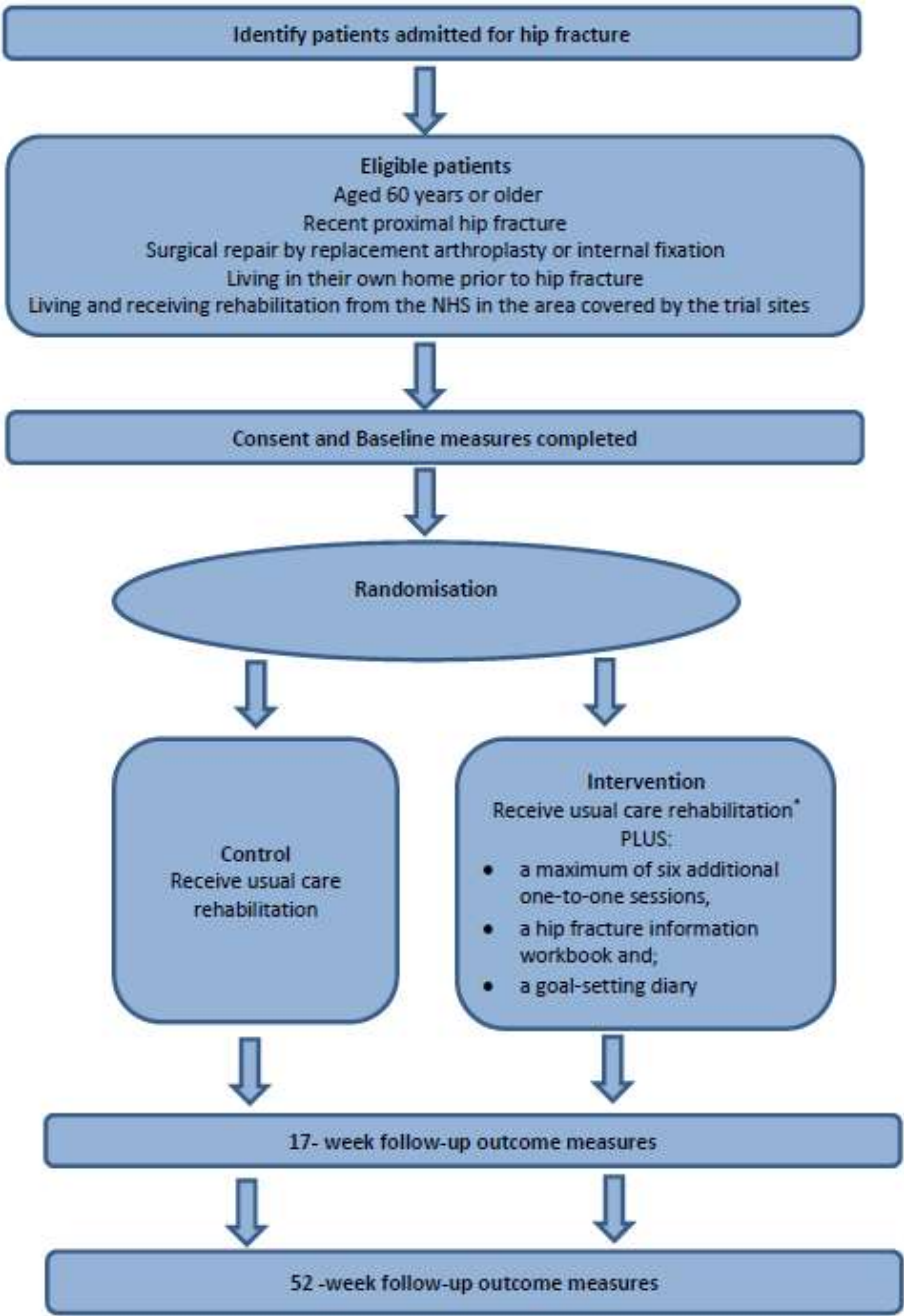 Identify patients admitted for hip fracture
Eligible patients
Aged 60 years or older
Recent proximal hip fracture
Surgical repair by replacement arthroplasty or internal fixation
Living in their own home prior to hip fracture
Living and receiving rehabilitation from the NHS in the area covered by the trial sites
Consent and Baseline measures completed
Randomisation
Control
Receive usual care
rehabilitation
Intervention
Receive usual care rehabilitation*
PLUS:
• a maximum of six additional
one-to-one sessions,
• a hip fracture information
workbook and;
• a goal-setting diary
17- week follow-up outcome measures
52 -week follow-up outcome measures